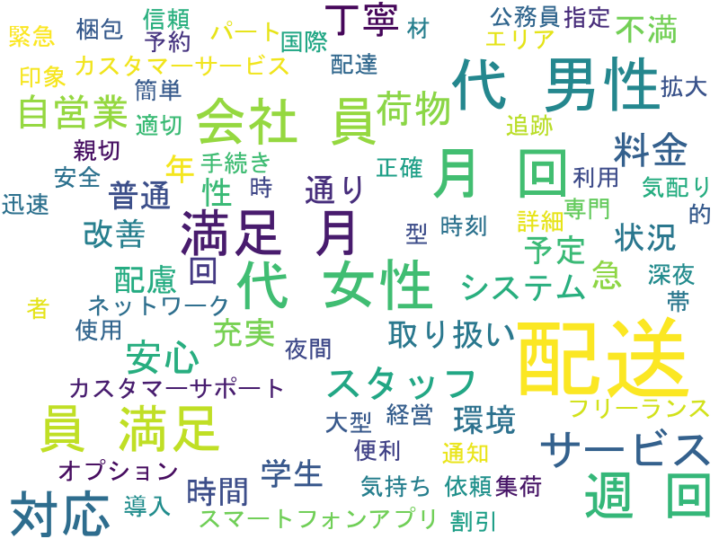 緊急 梱包 信頼 予約 パート 国際 丁寧 材 公務員 指定 エリア 不満
印象 カスタマーサービス 配達 代 男性 拡大
自営業 簡単 適切 会社 員 荷物 追跡 料金
親切 年 手続き 正確 月 回 利用 気配り
安全 普通 性 時 通り 専門 的
迅速 改善 満足 月 型 時刻 詳細 状況
配慮 回 代 女性 システム 予定 急 深夜
者 ネットワーク 帯
使用 安心 充実 夜間 取り扱い 配送
カスタマーサポート スタッフ フリーランス
員 満足 大型 経営 環境
オプション 学生 便利 通知 サービス
対応 導入 時間 気持ち 依頼 集荷 週 回
スマートフォンアプリ 割引